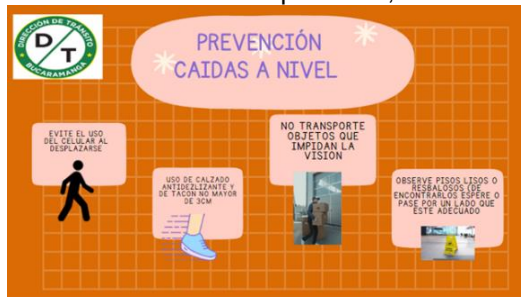 DIRECCIÓN DE TRÁNSITO
D T
BUCARAMANGA
PREVENCIÓN
CAIDAS A NIVEL
EVITE EL USO
DEL CELULAR AL
DESPLAZARSE
USO DE CALZADO
ANTIDEZLIZANTE Y
DE TACON NO MAYOR
DE 3CM
NO TRANSPORTE
OBJETOS QUE
IMPIDAN LA
VISIÓN
OBSERVE PISOS LISOS O
RESBALOSOS (DE
ENCONTRARLOS ESPERE O
PASE POR UN LADO QUE
ESTE ADECUADO